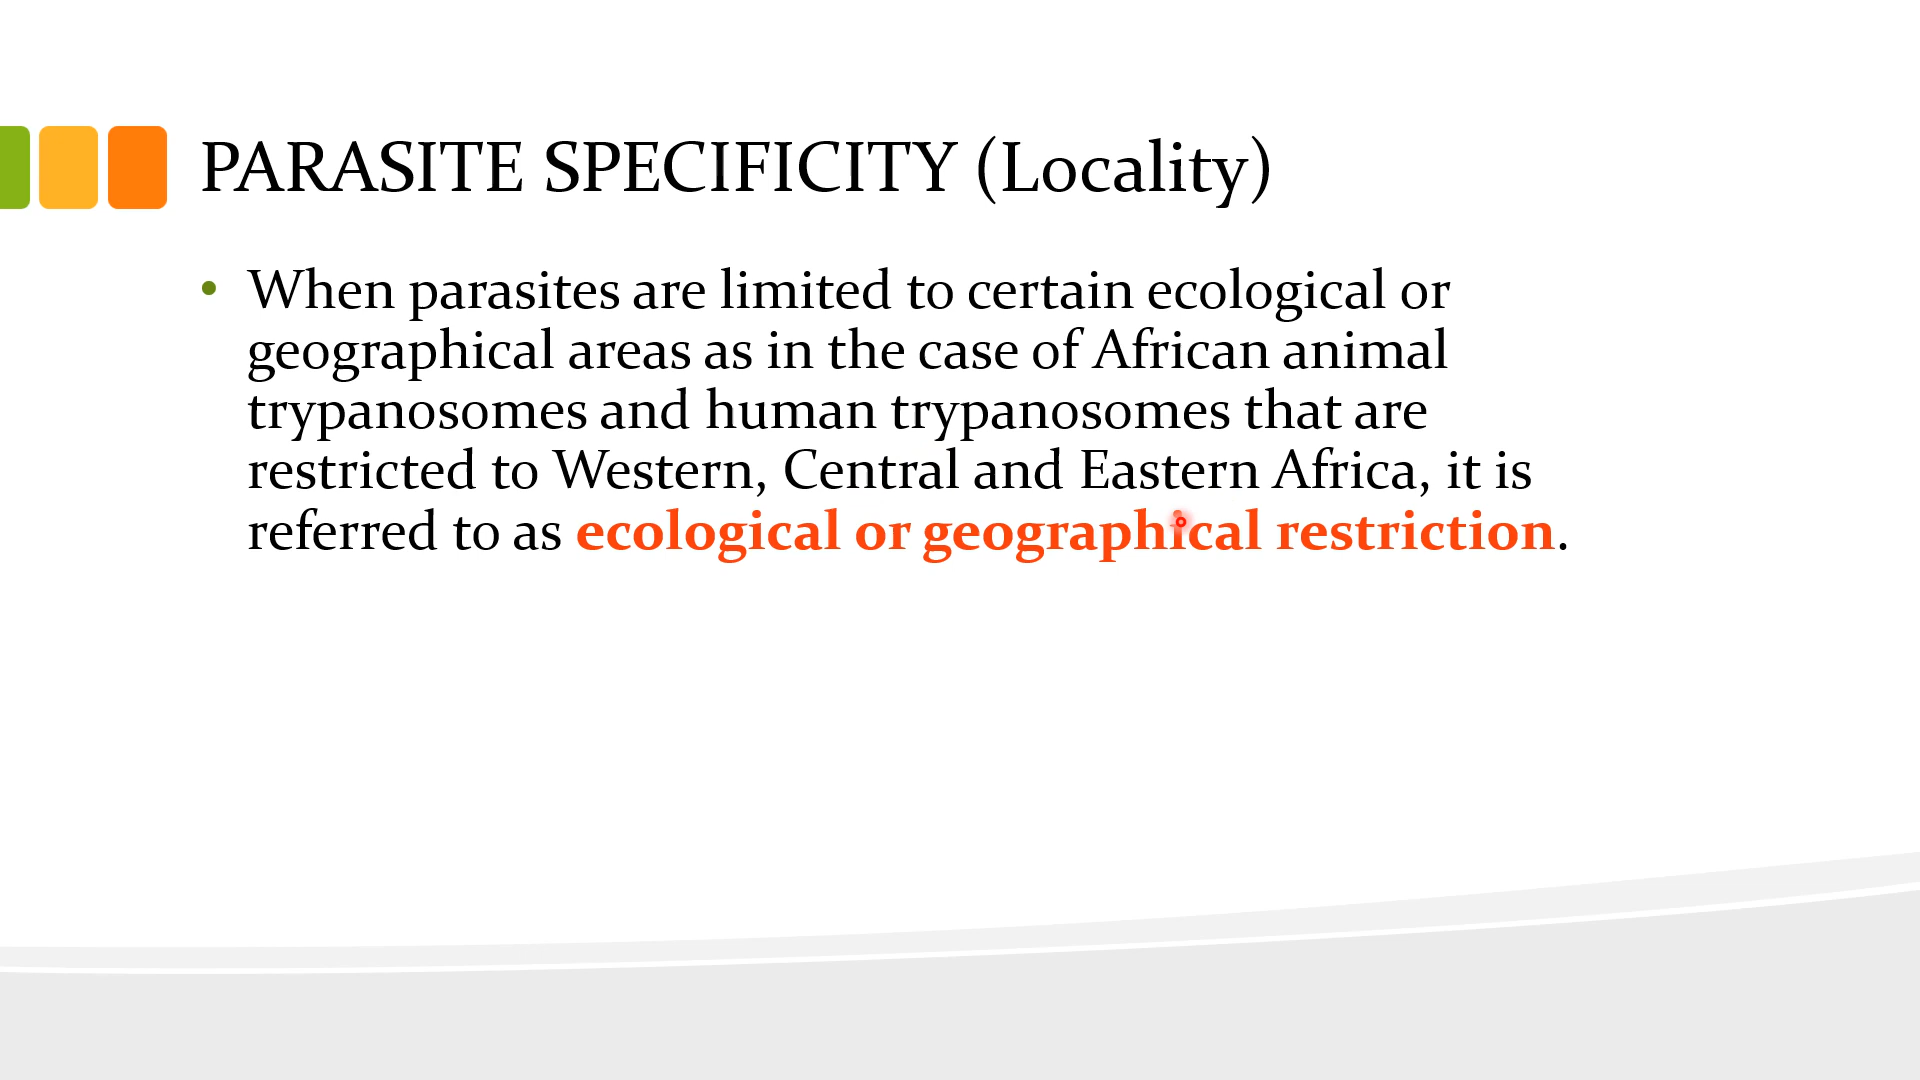 PARASITE SPECIFICITY (Locality)
• When parasites are limited to certain ecological or
geographical areas as in the case of African animal
trypanosomes and human trypanosomes that are
restricted to Western, Central and Eastern Africa, it is
referred to as ecological or geographical restriction.